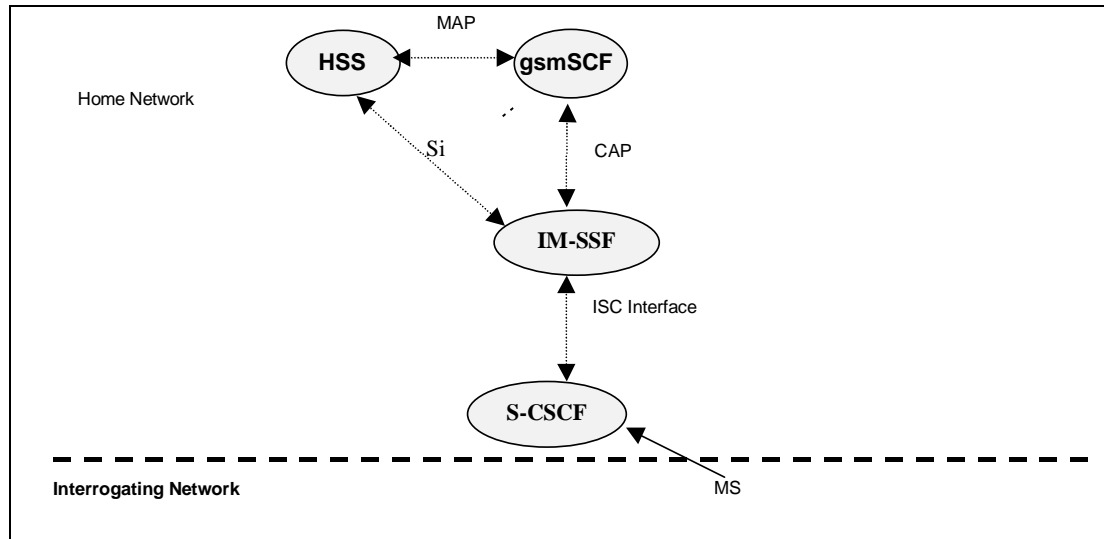 MAP
HSS
gsmSCF
Home Network
Si
CAP
IM-SSF
ISC Interface
S-CSCF
Interrogating Network
MS